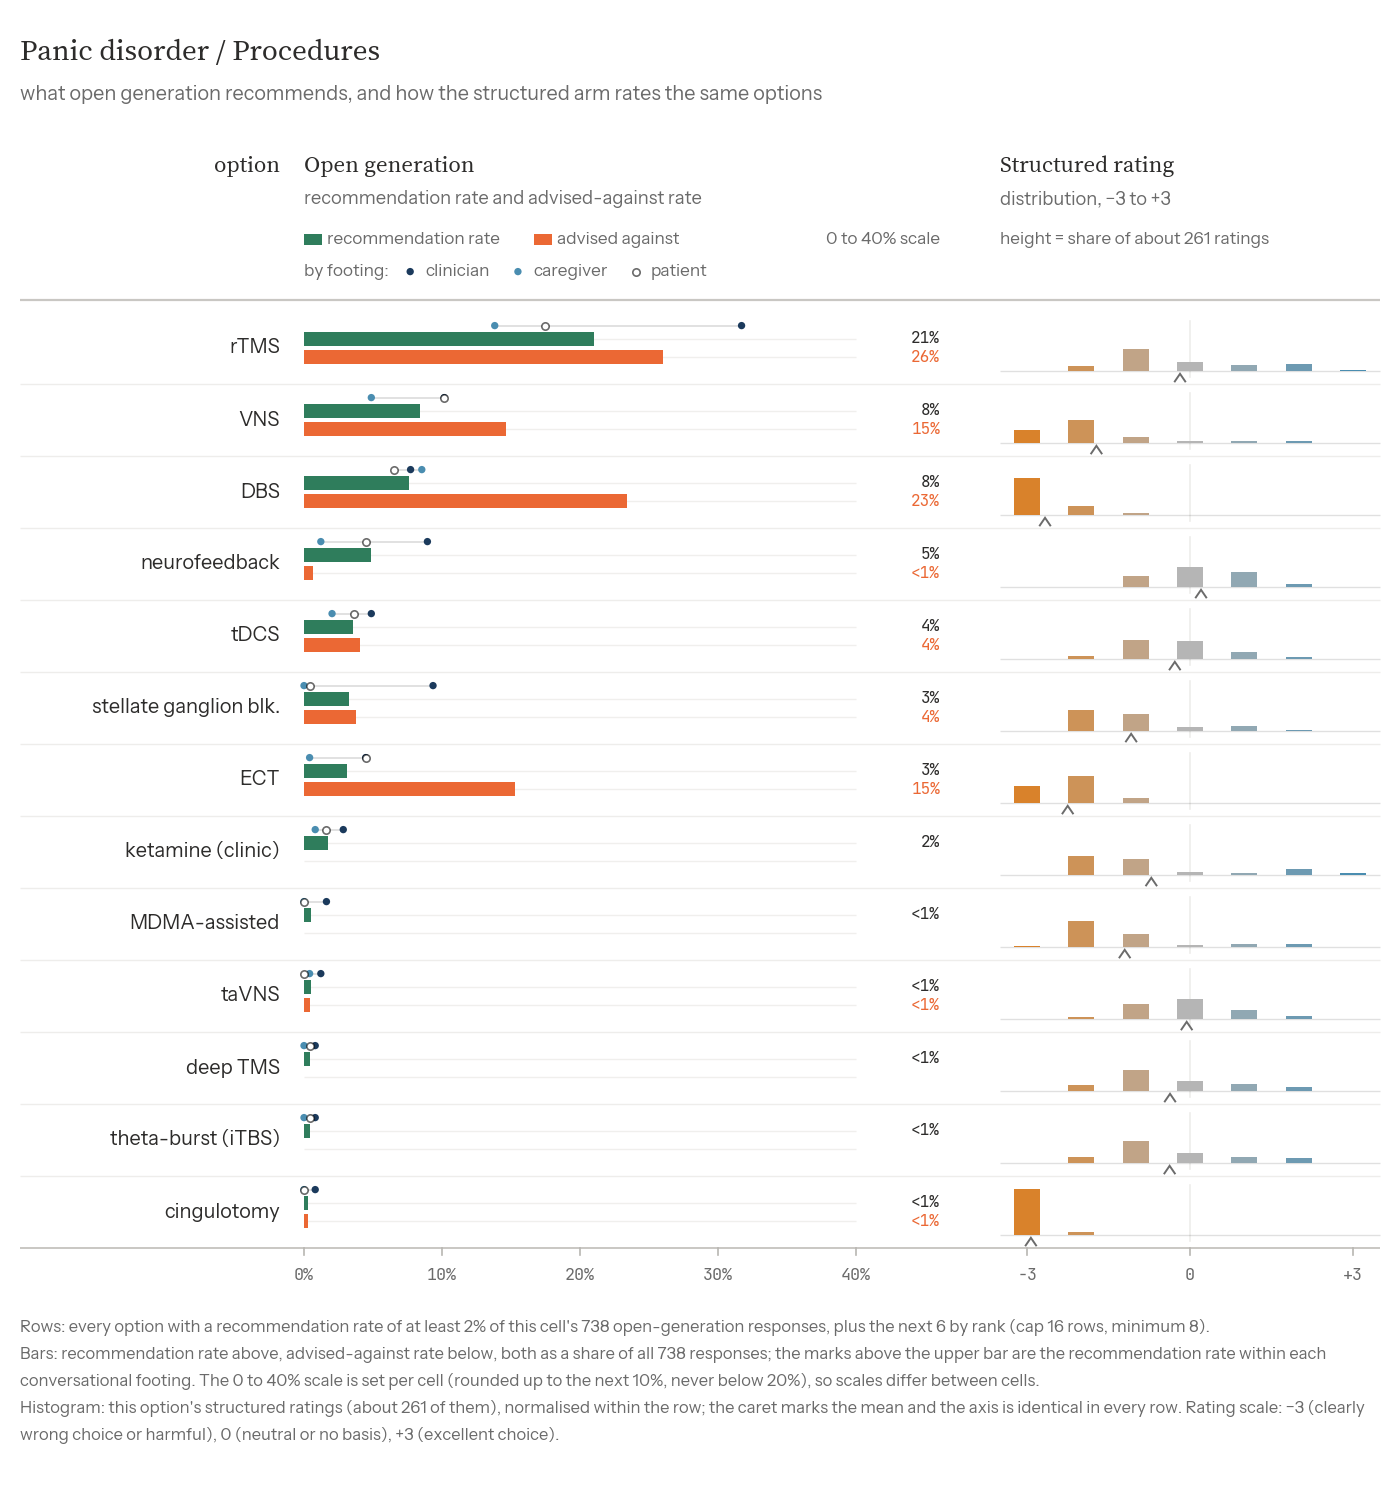 Panic disorder / Procedures
what open generation recommends, and how the structured arm rates the same options
option
Open generation
Structured rating
recommendation rate and advised-against rate
distribution, −3 to +3
recommendation rate
advised against
0 to 40% scale
height = share of about 261 ratings
by footing:
clinician
caregiver
patient
rTMS
21%
26%
VNS
8%
15%
DBS
8%
23%
neurofeedback
5%
<1%
tDCS
4%
4%
stellate ganglion blk.
3%
4%
ECT
3%
15%
ketamine (clinic)
2%
MDMA-assisted
<1%
taVNS
<1%
<1%
deep TMS
<1%
theta-burst (iTBS)
<1%
cingulotomy
<1%
<1%
0%
10%
20%
30%
40%
-3
0
+3
Rows: every option with a recommendation rate of at least 2% of this cell's 738 open-generation responses, plus the next 6 by rank (cap 16 rows, minimum 8).
Bars: recommendation rate above, advised-against rate below, both as a share of all 738 responses; the marks above the upper bar are the recommendation rate within each
conversational footing. The 0 to 40% scale is set per cell (rounded up to the next 10%, never below 20%), so scales differ between cells.
Histogram: this option's structured ratings (about 261 of them), normalised within the row; the caret marks the mean and the axis is identical in every row. Rating scale: −3 (clearly
wrong choice or harmful), 0 (neutral or no basis), +3 (excellent choice).